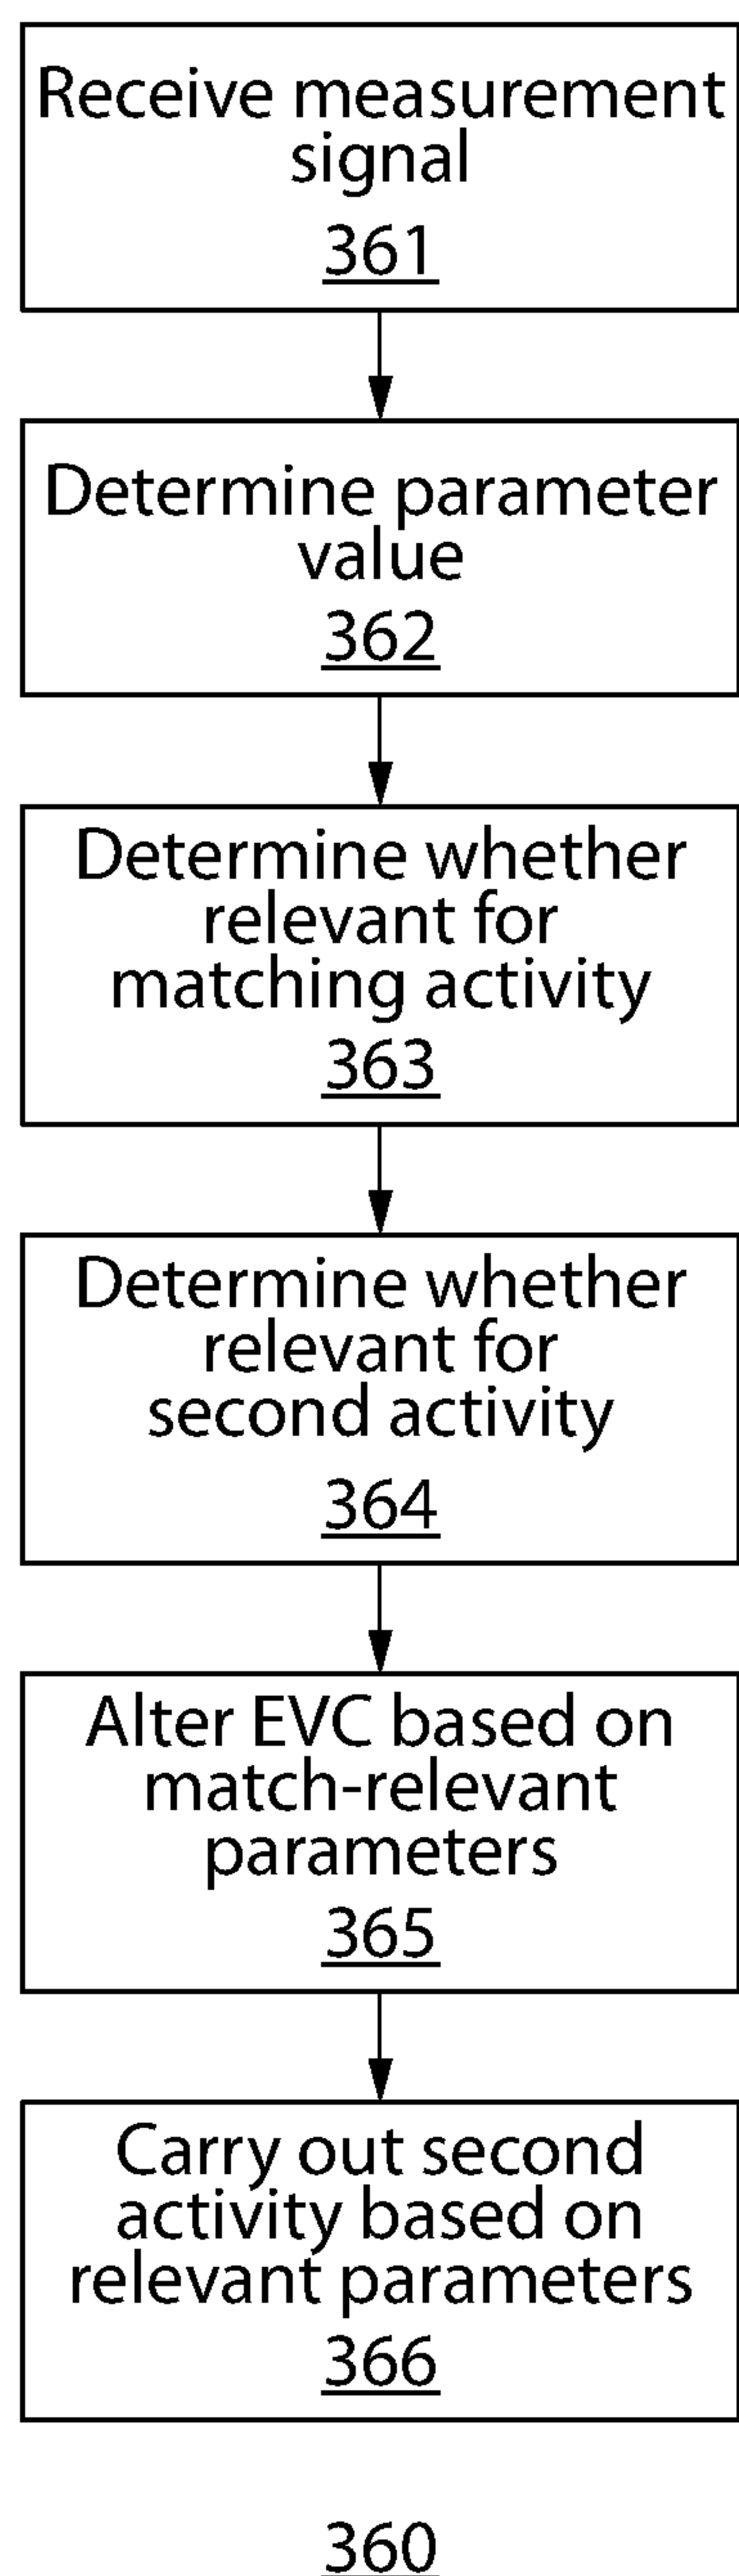 Receive measurement
signal
361
Determine parameter
value
362
Determine whether
relevant for
matching activity
363
Determine whether
relevant for
second activity
364
Alter EVC based on
match-relevant
parameters
365
Carry out second
activity based on
relevant parameters
366
360